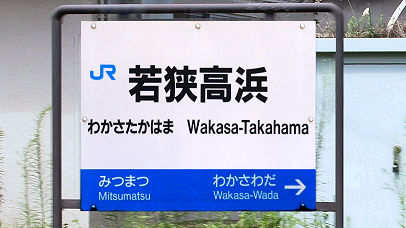 JR 若狭高浜
わかさたかはま Wakasa-Takahama
みつまつ わかさわだ
Mitsumatsu Wakasa-Wada →